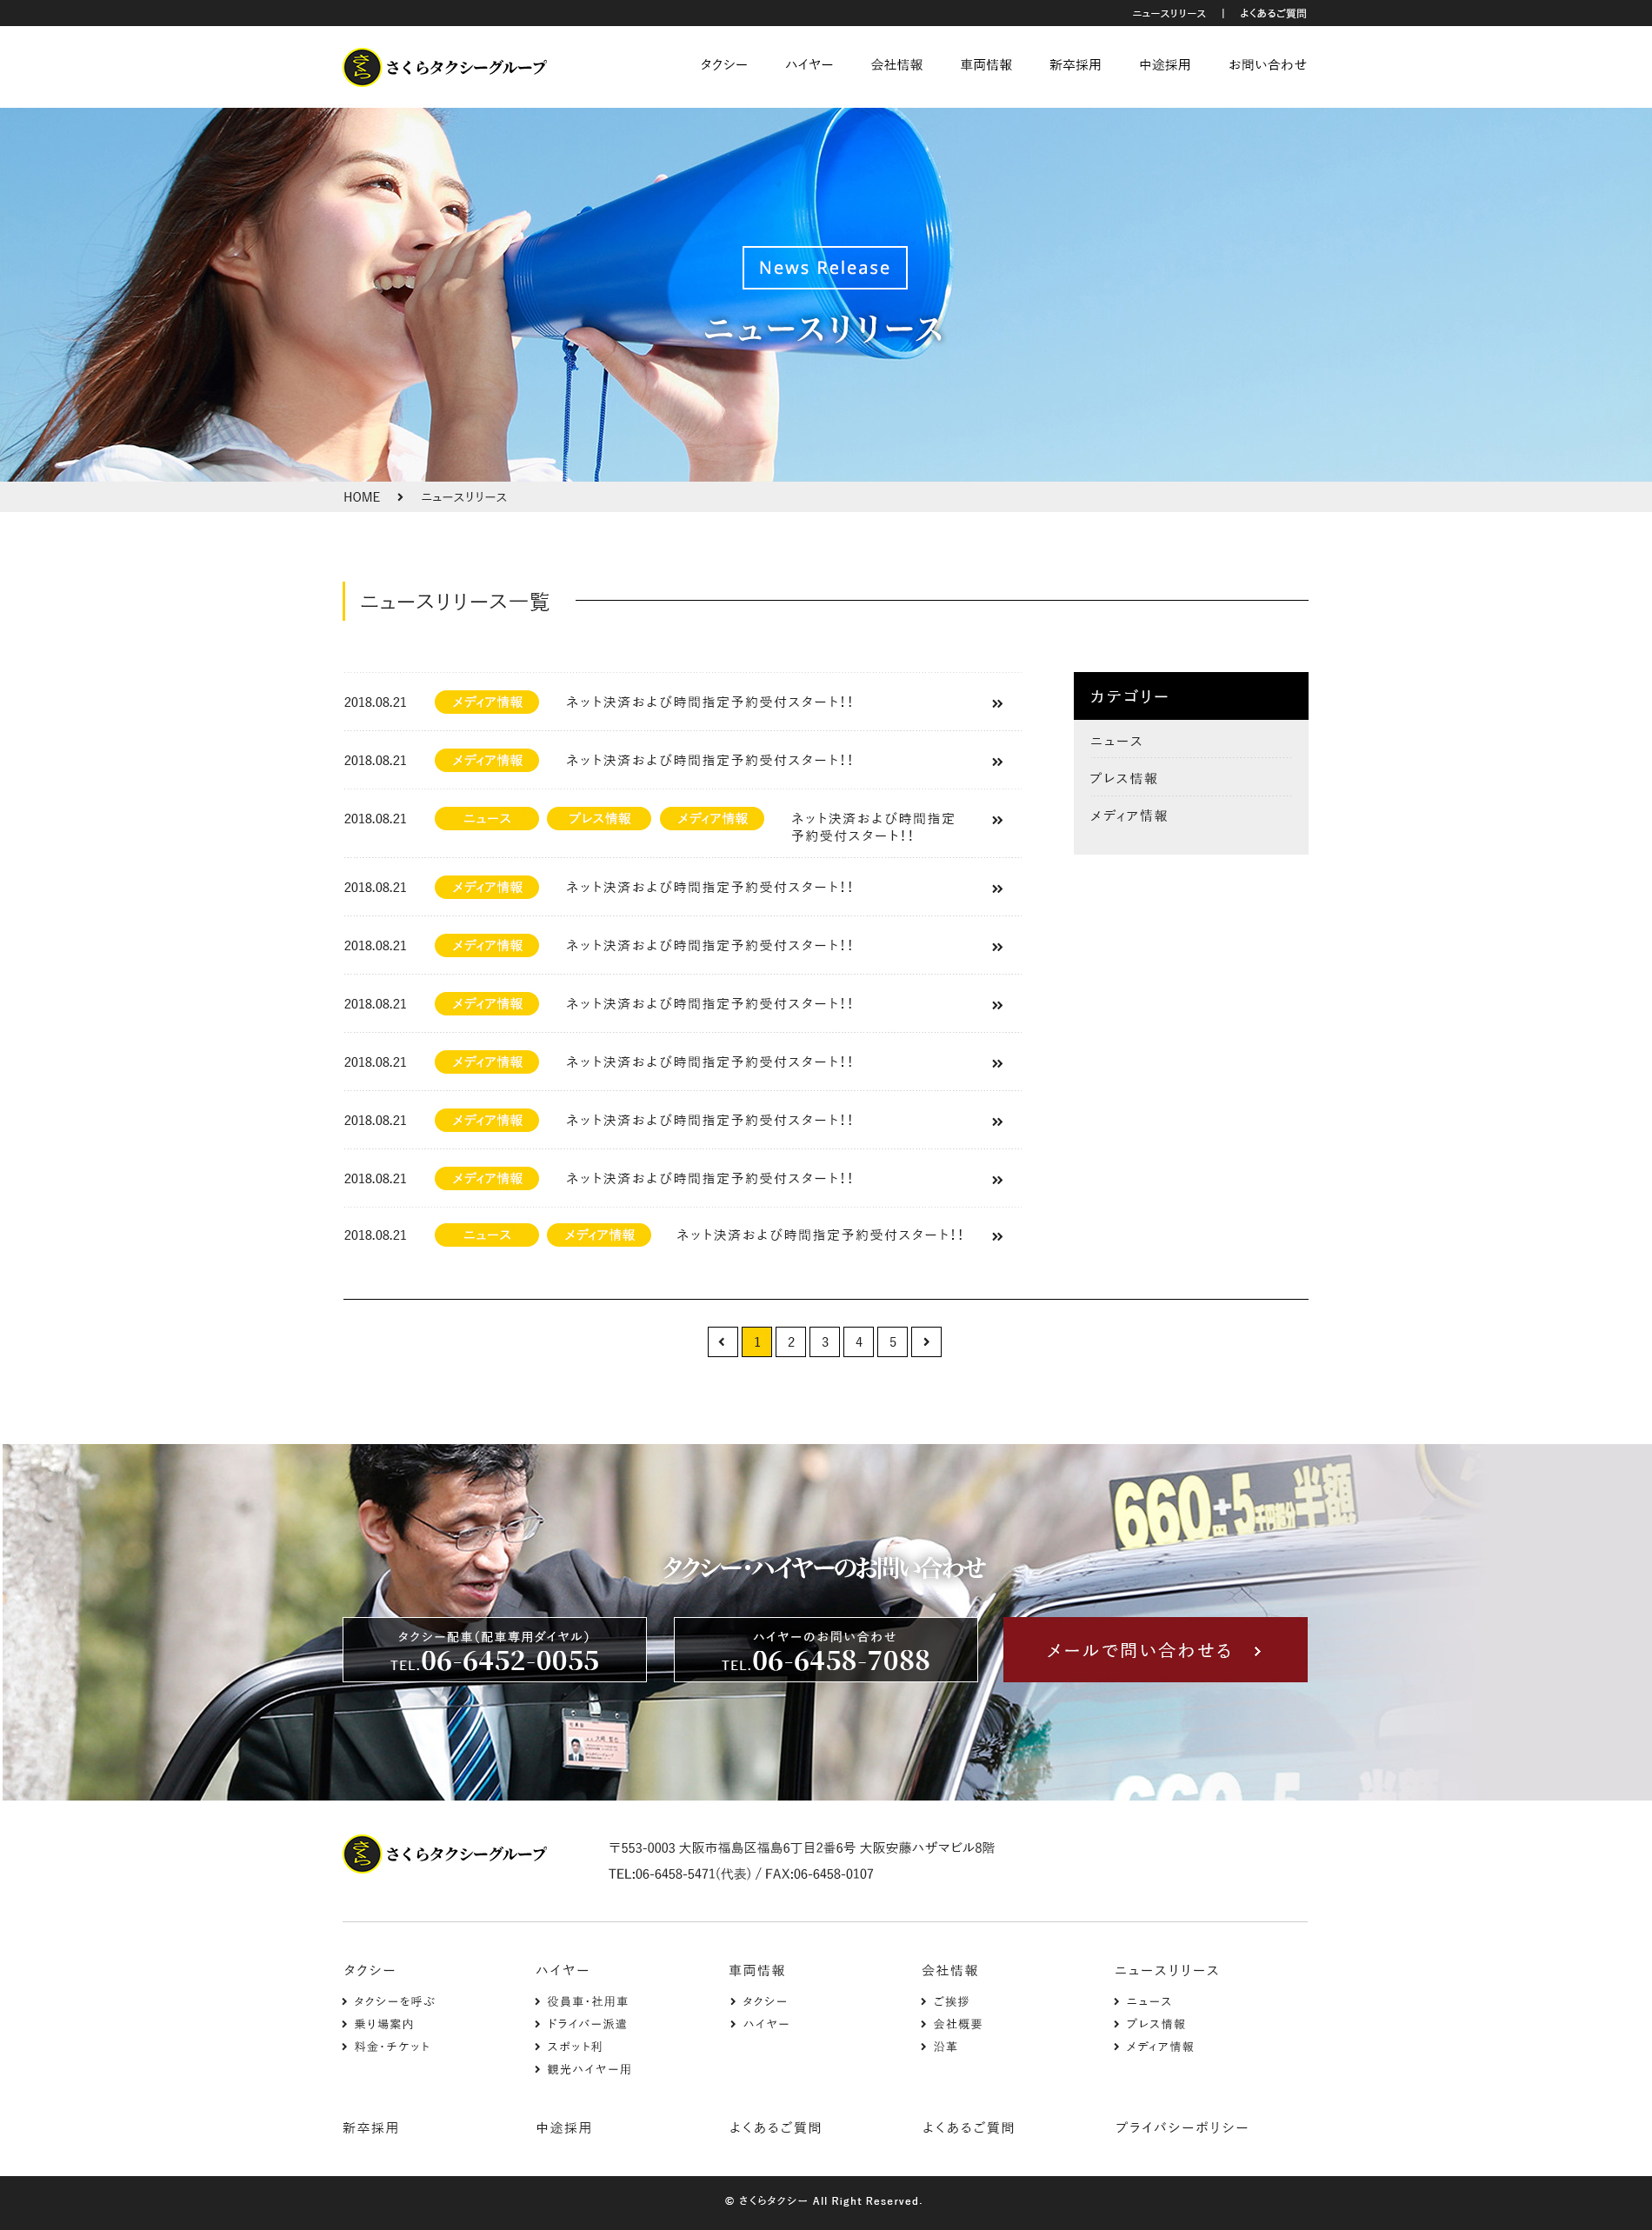 ニュースリリース | よくあるご質問
さくら さくらタクシーグループ
タクシー ハイヤー 会社情報 車両情報 新卒採用 中途採用 お問い合わせ
News Release
ニュースリリース
HOME ニュースリリース
ニュースリリース一覧
2018.08.21 メディア情報 ネット決済および時間指定予約受付スタート!!
2018.08.21 メディア情報 ネット決済および時間指定予約受付スタート!!
2018.08.21 ニュース プレス情報 メディア情報 ネット決済および時間指定
予約受付スタート!!
2018.08.21 メディア情報 ネット決済および時間指定予約受付スタート!!
2018.08.21 メディア情報 ネット決済および時間指定予約受付スタート!!
2018.08.21 メディア情報 ネット決済および時間指定予約受付スタート!!
2018.08.21 メディア情報 ネット決済および時間指定予約受付スタート!!
2018.08.21 メディア情報 ネット決済および時間指定予約受付スタート!!
2018.08.21 メディア情報 ネット決済および時間指定予約受付スタート!!
2018.08.21 ニュース メディア情報 ネット決済および時間指定予約受付スタート!!
カテゴリー
ニュース
プレス情報
メディア情報
1 2 3 4 5
660円+5千円超分半額
タクシー・ハイヤーのお問い合わせ
タクシー配車(配車専用ダイヤル)
TEL.06-6452-0055
ハイヤーのお問い合わせ
TEL.06-6458-7088
メールで問い合わせる
さくら さくらタクシーグループ
〒553-0003 大阪市福島区福島6丁目2番6号 大阪安藤ハザマビル8階
TEL:06-6458-5471(代表) / FAX:06-6458-0107
タクシー
タクシーを呼ぶ
乗り場案内
料金・チケット
ハイヤー
役員車・社用車
ドライバー派遣
スポット利
観光ハイヤー用
車両情報
タクシー
ハイヤー
会社情報
ご挨拶
会社概要
沿革
ニュースリリース
ニュース
プレス情報
メディア情報
新卒採用 中途採用 よくあるご質問 よくあるご質問 プライバシーポリシー
© さくらタクシー All Right Reserved.